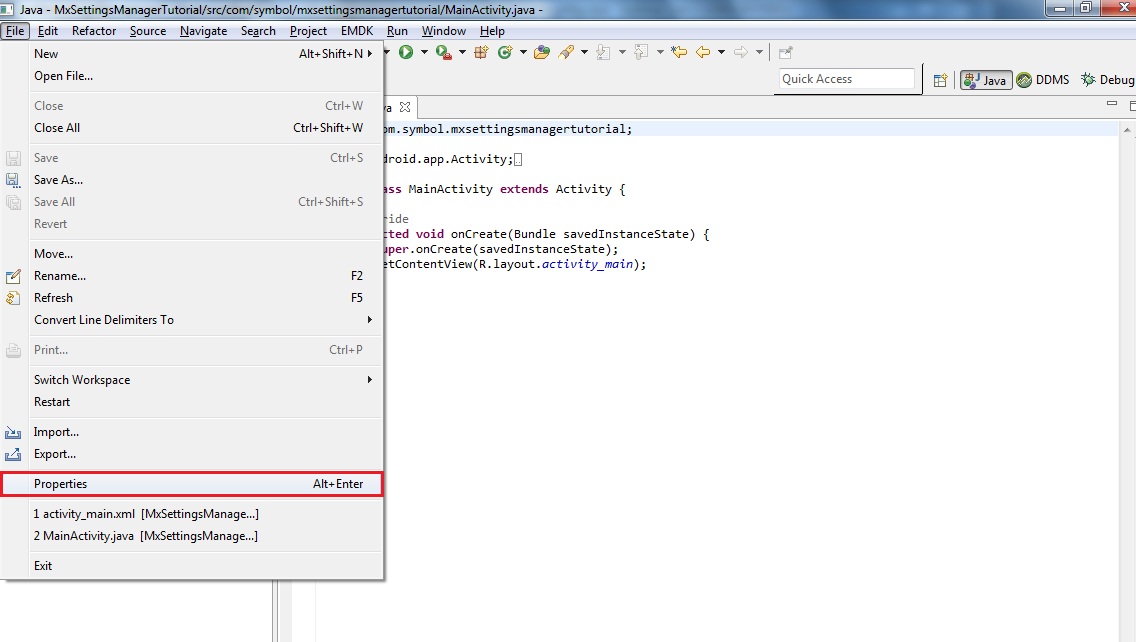 Java - MxSettingsManagerTutorial/src/com/symbol/mxsettingsmanagertutorial/MainActivity.java -
File Edit Refactor Source Navigate Search Project EMDK Run Window Help
Quick Access
Java DDMS Debug
New Alt+Shift+N
Open File...
Close Ctrl+W
Close All Ctrl+Shift+W
Save Ctrl+S
Save As...
Save All Ctrl+Shift+S
Revert
Move...
Rename... F2
Refresh F5
Convert Line Delimiters To
Print... Ctrl+P
Switch Workspace
Restart
Import...
Export...
Properties Alt+Enter
1 activity_main.xml [MxSettingsManage...]
2 MainActivity.java [MxSettingsManage...]
Exit
va
om.symbol.mxsettingsmanagertutorial;
droid.app.Activity;
ass MainActivity extends Activity {
ride
cted void onCreate(Bundle savedInstanceState) {
uper.onCreate(savedInstanceState);
etContentView(R.layout.activity_main);